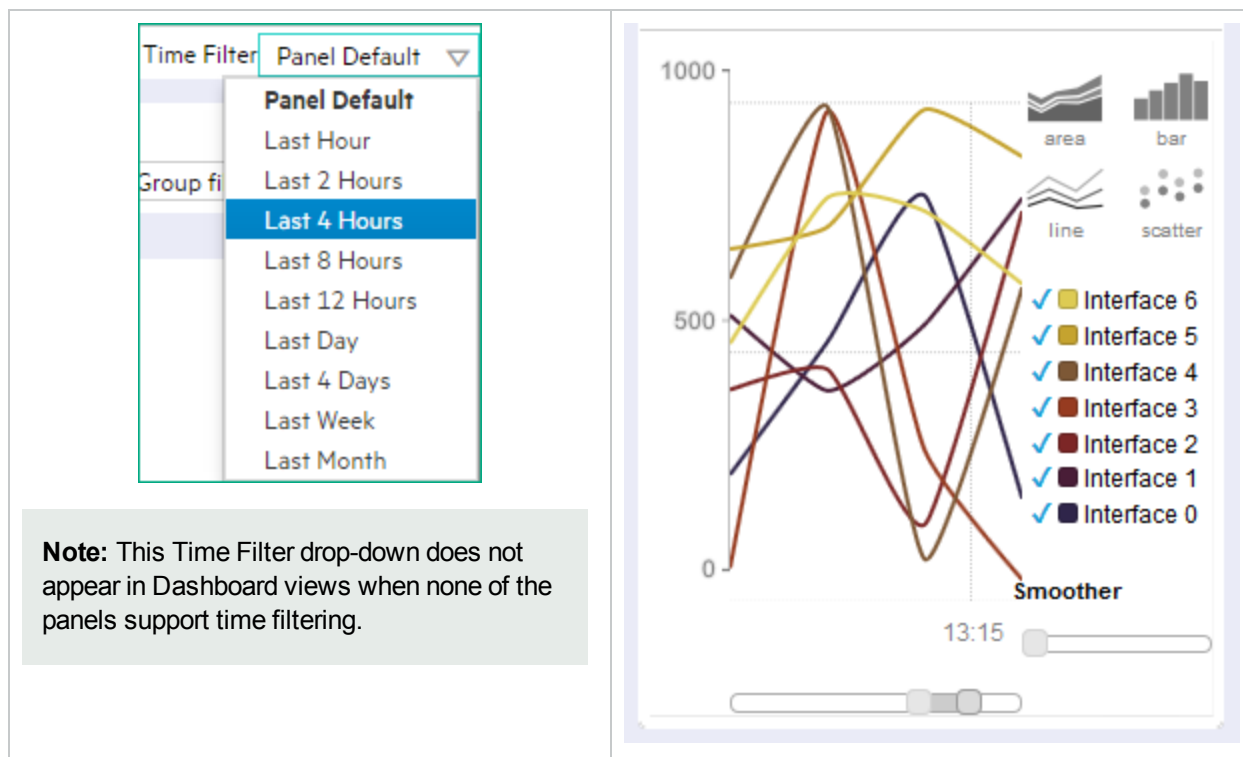 Time Filter Panel Default
Panel Default
Last Hour
Last 2 Hours
Group fi
Last 4 Hours
Last 8 Hours
Last 12 Hours
Last Day
Last 4 Days
Last Week
Last Month
Note: This Time Filter drop-down does not
appear in Dashboard views when none of the
panels support time filtering.
1000
500
0
area bar
line scatter
Interface 6
Interface 5
Interface 4
Interface 3
Interface 2
Interface 1
Interface 0
Smoother
13:15